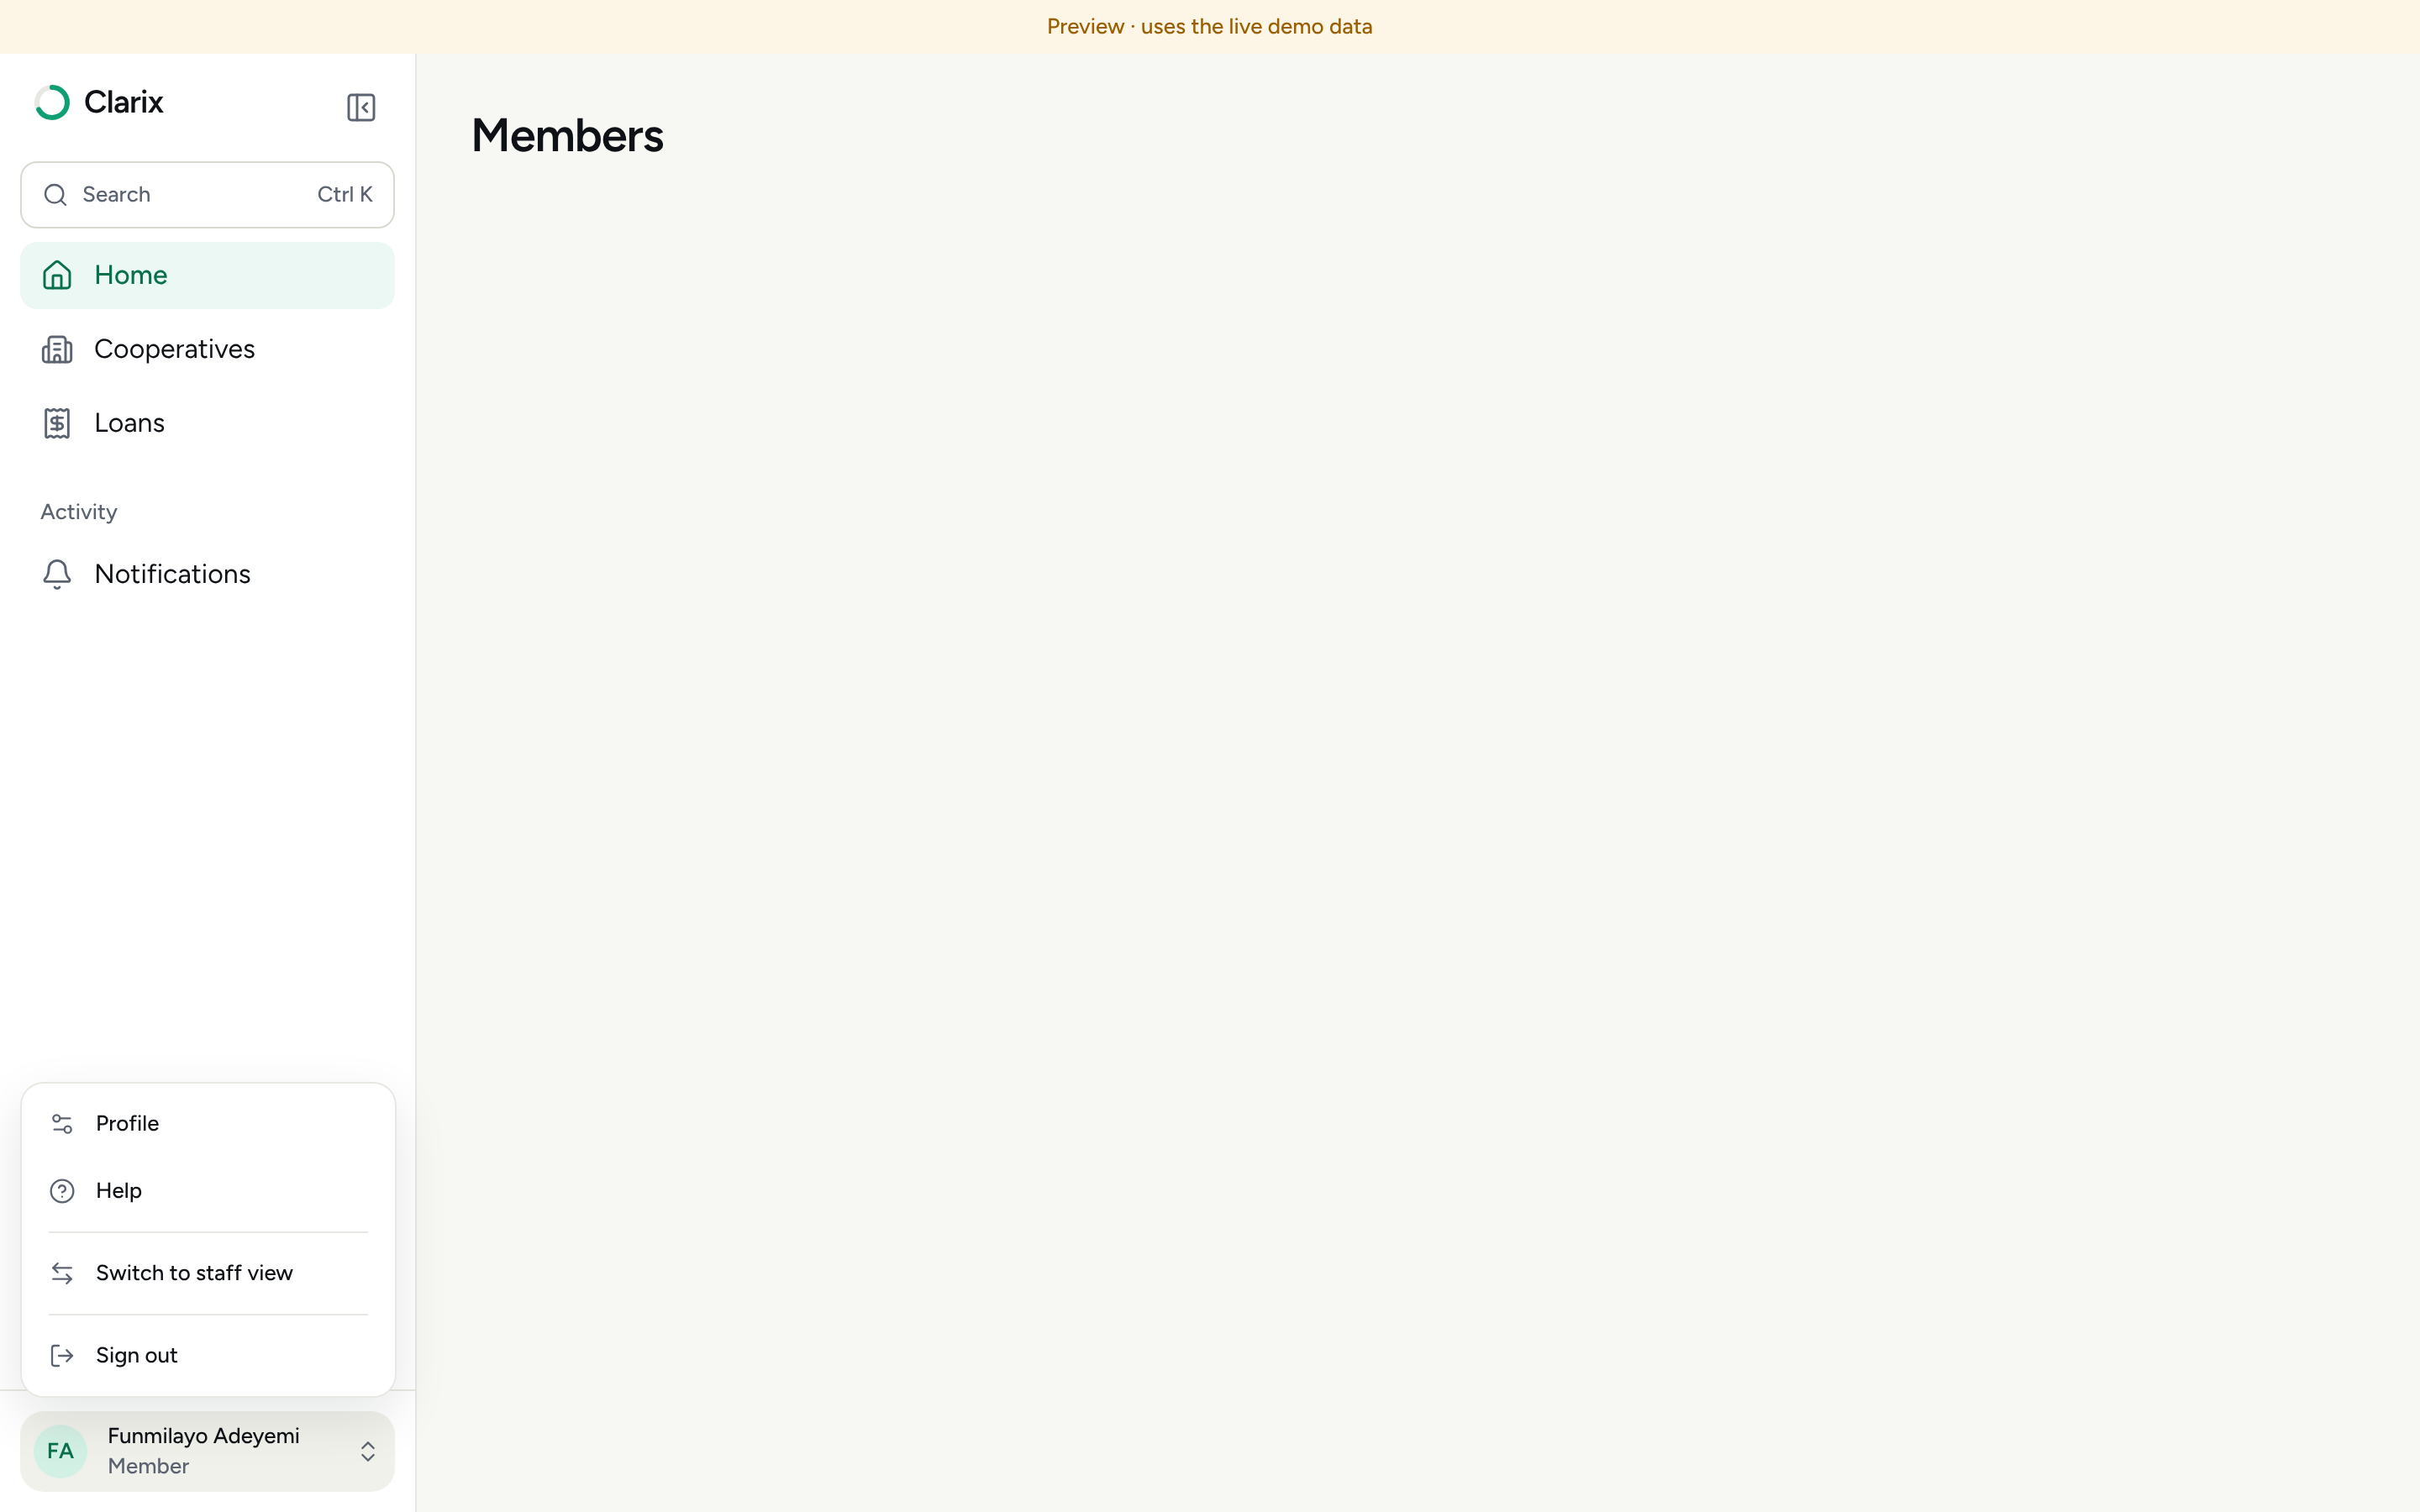 Preview · uses the live demo data
Clarix
Search Ctrl K
Home
Cooperatives
Loans
Activity
Notifications
Profile
Help
Switch to staff view
Sign out
FA
Funmilayo Adeyemi
Member
Members